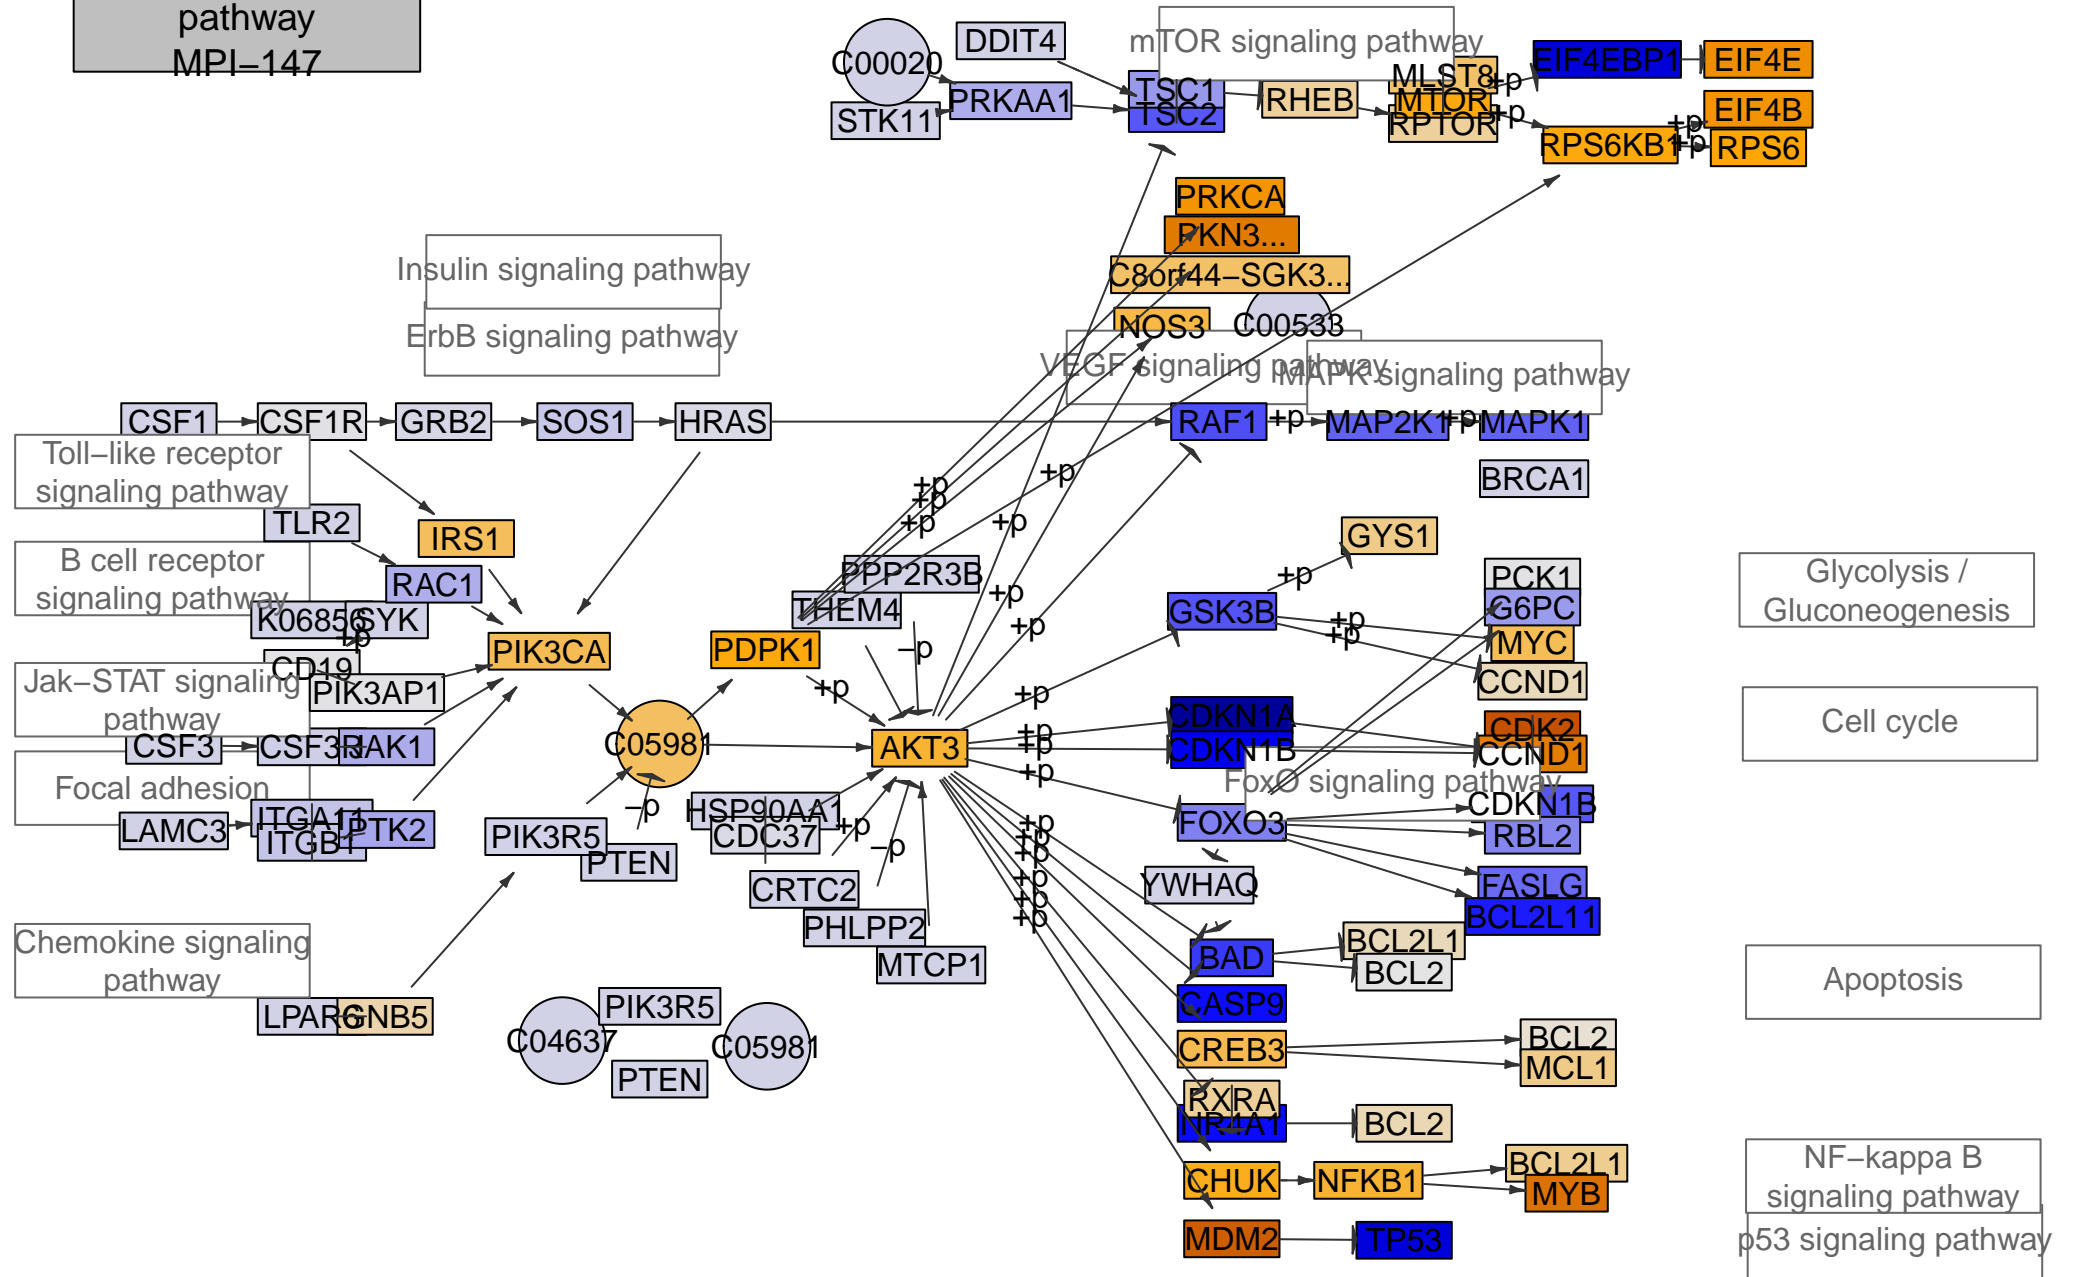 pathway
MPI−147
C00020
DDIT4
mTOR signaling pathway
STK11
PRKAA1
TSC1
TSC2
RHEB
MLST8
MTOR
RPTOR
+p
+p
EIF4EBP1
EIF4E
EIF4B
RPS6KB1
+p
+p
RPS6
PRKCA
PKN3...
C8orf44−SGK3...
NOS3
C00533
Insulin signaling pathway
ErbB signaling pathway
VEGF signaling pathway
MAPK signaling pathway
CSF1
CSF1R
GRB2
SOS1
HRAS
RAF1
+p
MAP2K1
+p
MAPK1
BRCA1
Toll−like receptor
signaling pathway
TLR2
IRS1
B cell receptor
signaling pathway
RAC1
K06856
SYK
+p
CD19
PIK3AP1
PIK3CA
PDPK1
THEM4
PPP2R3B
+p
+p
+p
+p
+p
+p
+p
−p
+p
GYS1
+p
GSK3B
+p
+p
PCK1
G6PC
MYC
CCND1
Glycolysis /
Gluconeogenesis
Jak−STAT signaling
pathway
CSF3
CSF3R
JAK1
C05981
AKT3
+p
+p
+p
+p
CDKN1A
CDKN1B
CDK2
CCND1
Cell cycle
FoxO signaling pathway
Focal adhesion
LAMC3
ITGA11
ITGB1
PTK2
PIK3R5
PTEN
−p
HSP90AA1
CDC37
+p
−p
CRTC2
PHLPP2
MTCP1
+p
+p
+p
+p
+p
+p
FOXO3
CDKN1B
RBL2
FASLG
BCL2L11
YWHAQ
BAD
BCL2L1
BCL2
CASP9
Apoptosis
Chemokine signaling
pathway
LPAR6
GNB5
C04637
PIK3R5
PTEN
C05981
CREB3
BCL2
MCL1
RXRA
NR4A1
BCL2
CHUK
NFKB1
BCL2L1
MYB
NF−kappa B
signaling pathway
MDM2
TP53
p53 signaling pathway